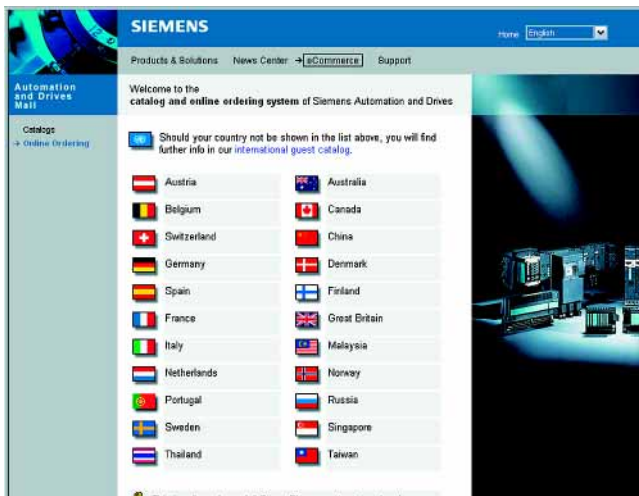 SIEMENS
Home English
Products & Solutions News Center → eCommerce Support
Automation
and Drives
Mall
Welcome to the
catalog and online ordering system of Siemens Automation and Drives
Catalogs
→ Online Ordering
Should your country not be shown in the list above, you will find
further info in our international guest catalog.
Austria Australia
Belgium Canada
Switzerland China
Germany Denmark
Spain Finland
France Great Britain
Italy Malaysia
Netherlands Norway
Portugal Russia
Sweden Singapore
Thailand Taiwan